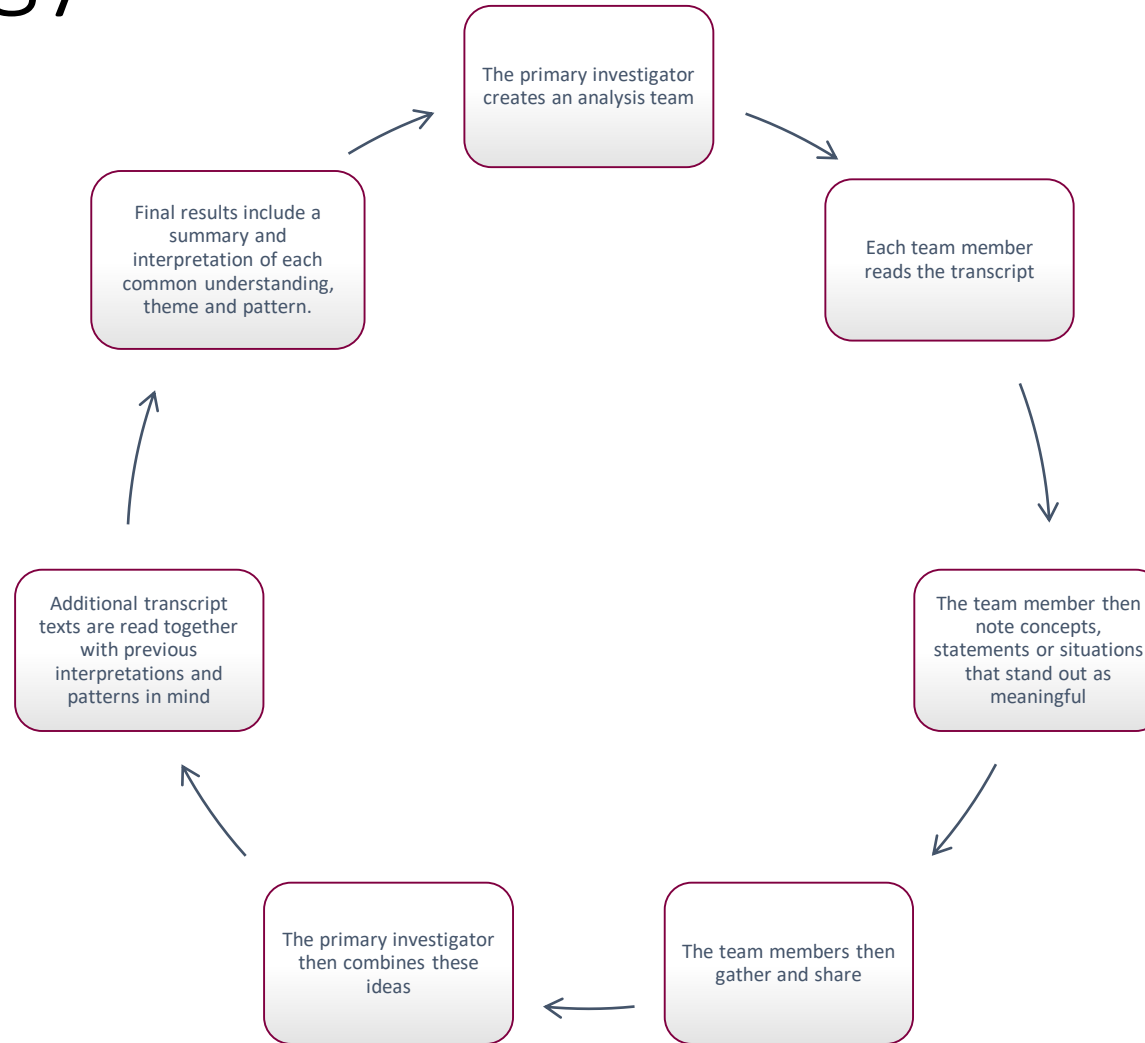 The primary investigator
creates an analysis team
Each team member
reads the transcript
The team member then
note concepts,
statements or situations
that stand out as
meaningful
The team members then
gather and share
The primary investigator
then combines these
ideas
Additional transcript
texts are read together
with previous
interpretations and
patterns in mind
Final results include a
summary and
interpretation of each
common understanding,
theme and pattern.